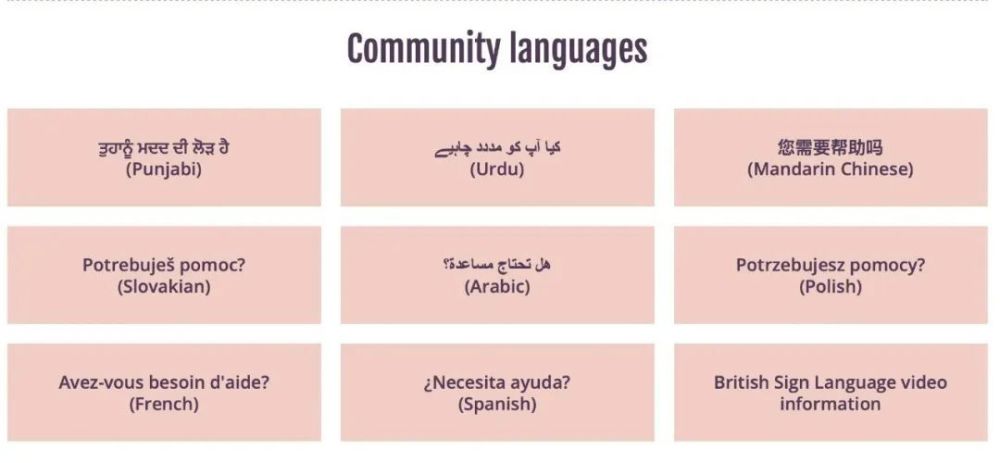 Community languages
ਤੁਹਾਨੂੰ ਮਦਦ ਦੀ ਲੋੜ ਹੈ
(Punjabi)
کیا آپ کو مددد چاہیے
(Urdu)
您需要帮助吗
(Mandarin Chinese)
Potrebuješ pomoc?
(Slovakian)
هل تحتاج مساعدة؟
(Arabic)
Potrzebujesz pomocy?
(Polish)
Avez-vous besoin d'aide?
(French)
¿Necesita ayuda?
(Spanish)
British Sign Language video
information